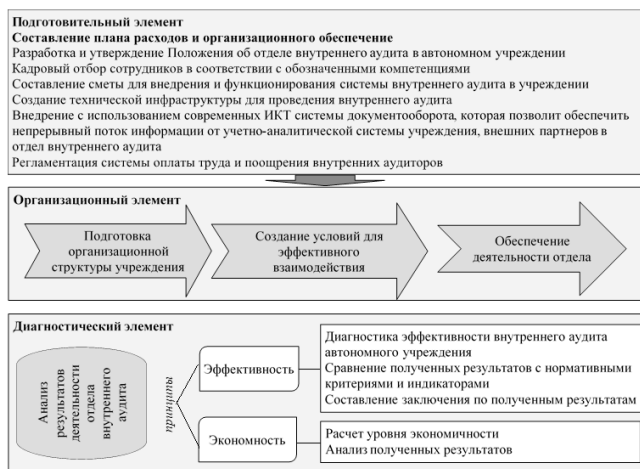 Подготовительный элемент
Составление плана расходов и организационного обеспечение
Разработка и утверждение Положения об отделе внутреннего аудита в автономном учреждении
Кадровый отбор сотрудников в соответствии с обозначенными компетенциями
Составление сметы для внедрения и функционирования системы внутреннего аудита в учреждении
Создание технической инфраструктуры для проведения внутреннего аудита
Внедрение с использованием современных ИКТ системы документооборота, которая позволит обеспечить
непрерывный поток информации от учетно-аналитической системы учреждения, внешних партнеров в
отдел внутреннего аудита
Регламентация системы оплаты труда и поощрения внутренних аудиторов
Организационный элемент
Подготовка
организационной
структуры учреждения
Создание условий для
эффективного
взаимодействия
Обеспечение
деятельности отдела
Диагностический элемент
Анализ
результатов
деятельности
отдела
внутреннего
аудита
принципы
Эффективность
Диагностика эффективности внутреннего аудита
автономного учреждения
Сравнение полученных результатов с нормативными
критериями и индикаторами
Составление заключения по полученным результатам
Экономность
Расчет уровня экономичности
Анализ полученных результатов